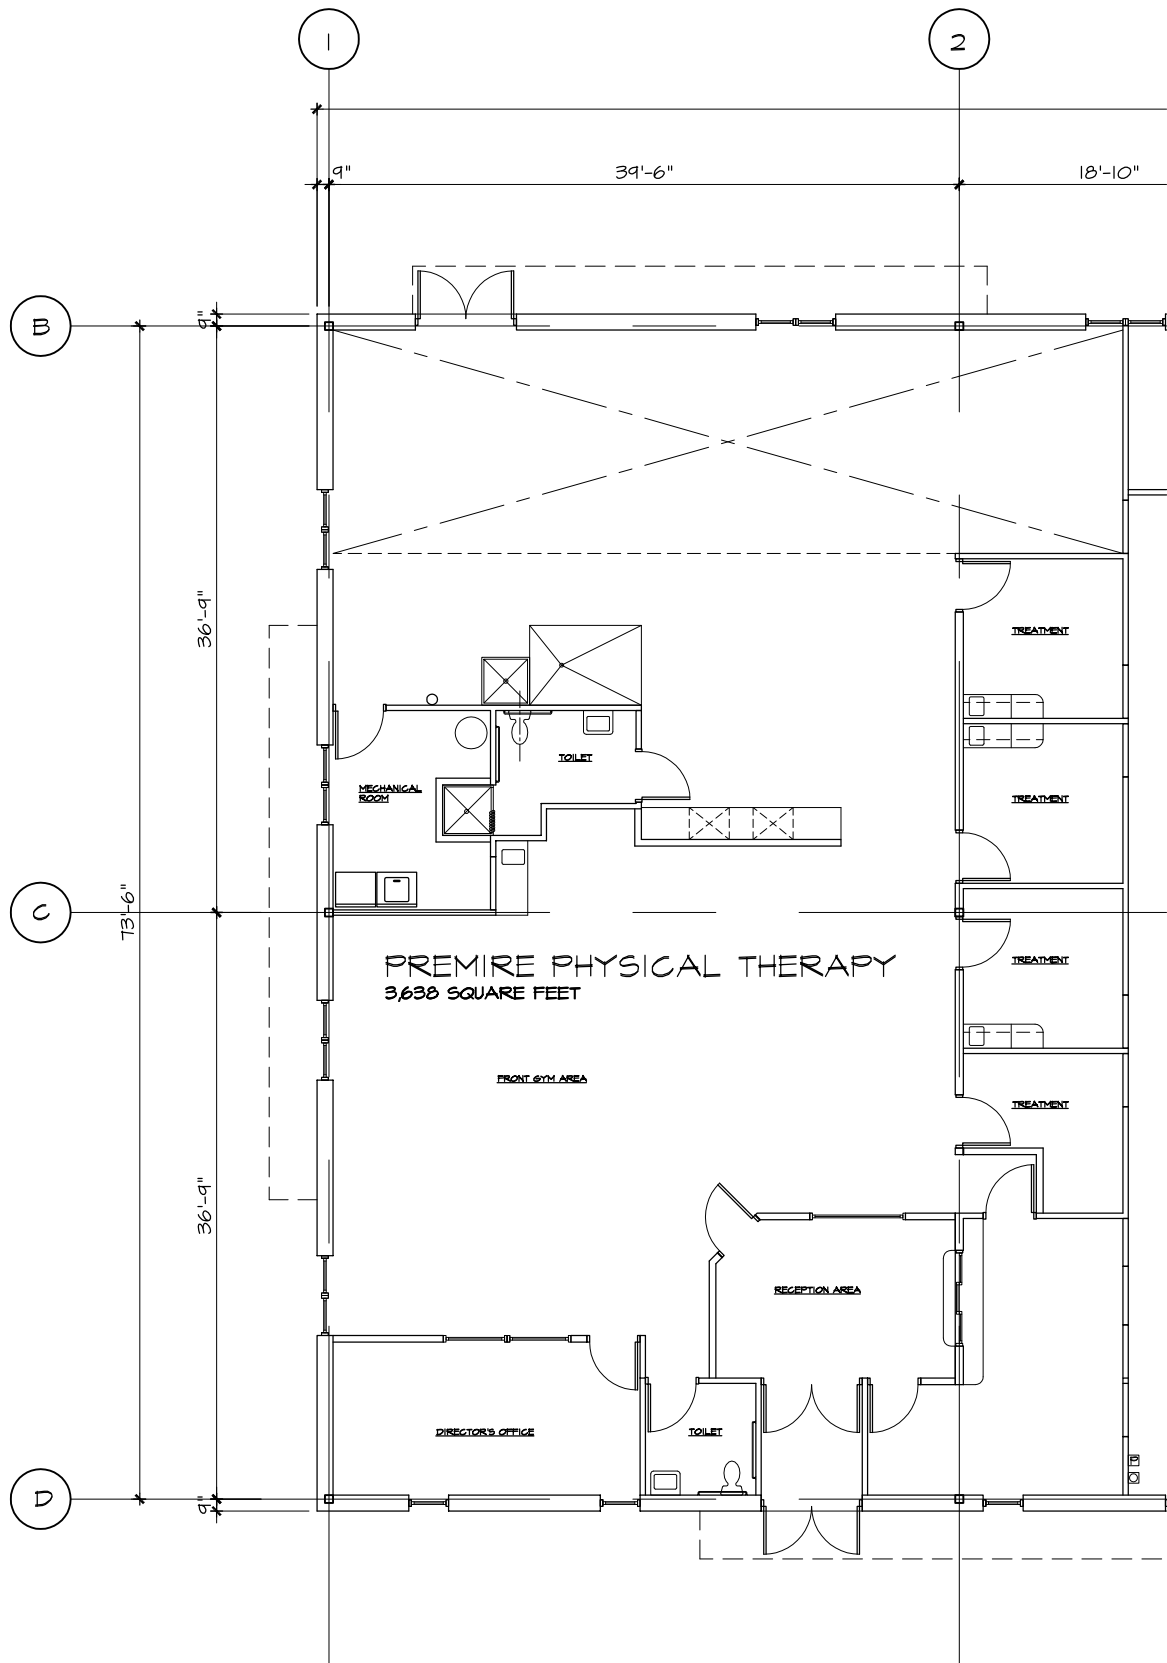 1
2
9"
39'-6"
18'-10"
B
9"
36'-9"
TREATMENT
TOILET
MECHANICAL
ROOM
TREATMENT
C
73'-6"
PREMIRE PHYSICAL THERAPY
3,638 SQUARE FEET
TREATMENT
FRONT GYM AREA
TREATMENT
36'-9"
RECEPTION AREA
DIRECTOR'S OFFICE
TOILET
P
D
9"